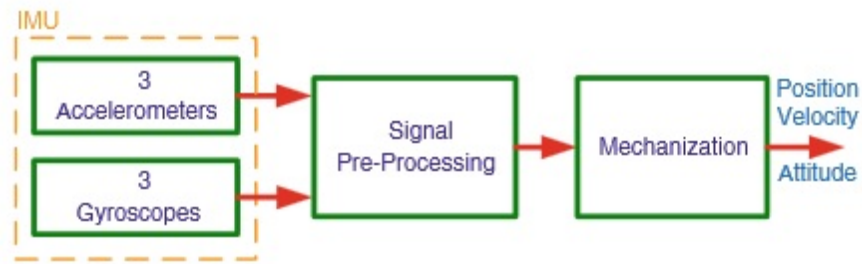 IMU
3
Accelerometers
3
Gyroscopes
Signal
Pre-Processing
Mechanization
Position
Velocity
Attitude